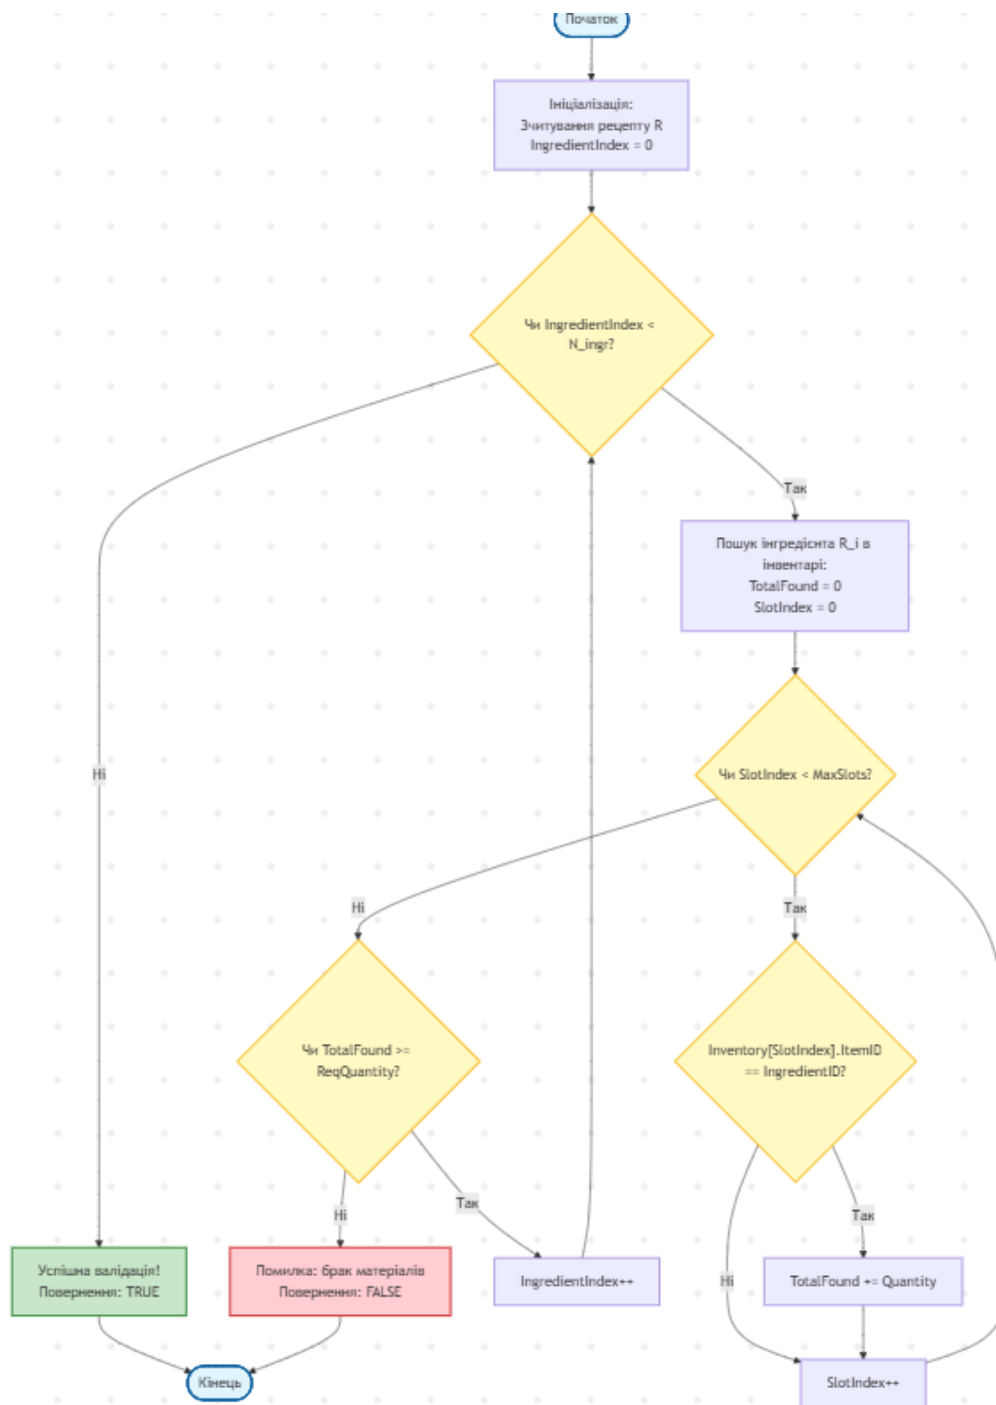 Початок
Ініціалізація:
Зчитування рецепту R
IngredientIndex = 0
Чи IngredientIndex <
N_ingr?
Так
Пошук інгредієнта R_i в
інвентарі:
TotalFound = 0
SlotIndex = 0
Ні
Чи SlotIndex < MaxSlots?
Ні
Так
Чи TotalFound >=
ReqQuantity?
Inventory[SlotIndex].ItemID
== IngredientID?
Так
Ні
Так
Успішна валідація!
Повернення: TRUE
Помилка: брак матеріалів
Повернення: FALSE
IngredientIndex++
Ні
TotalFound += Quantity
Кінець
SlotIndex++